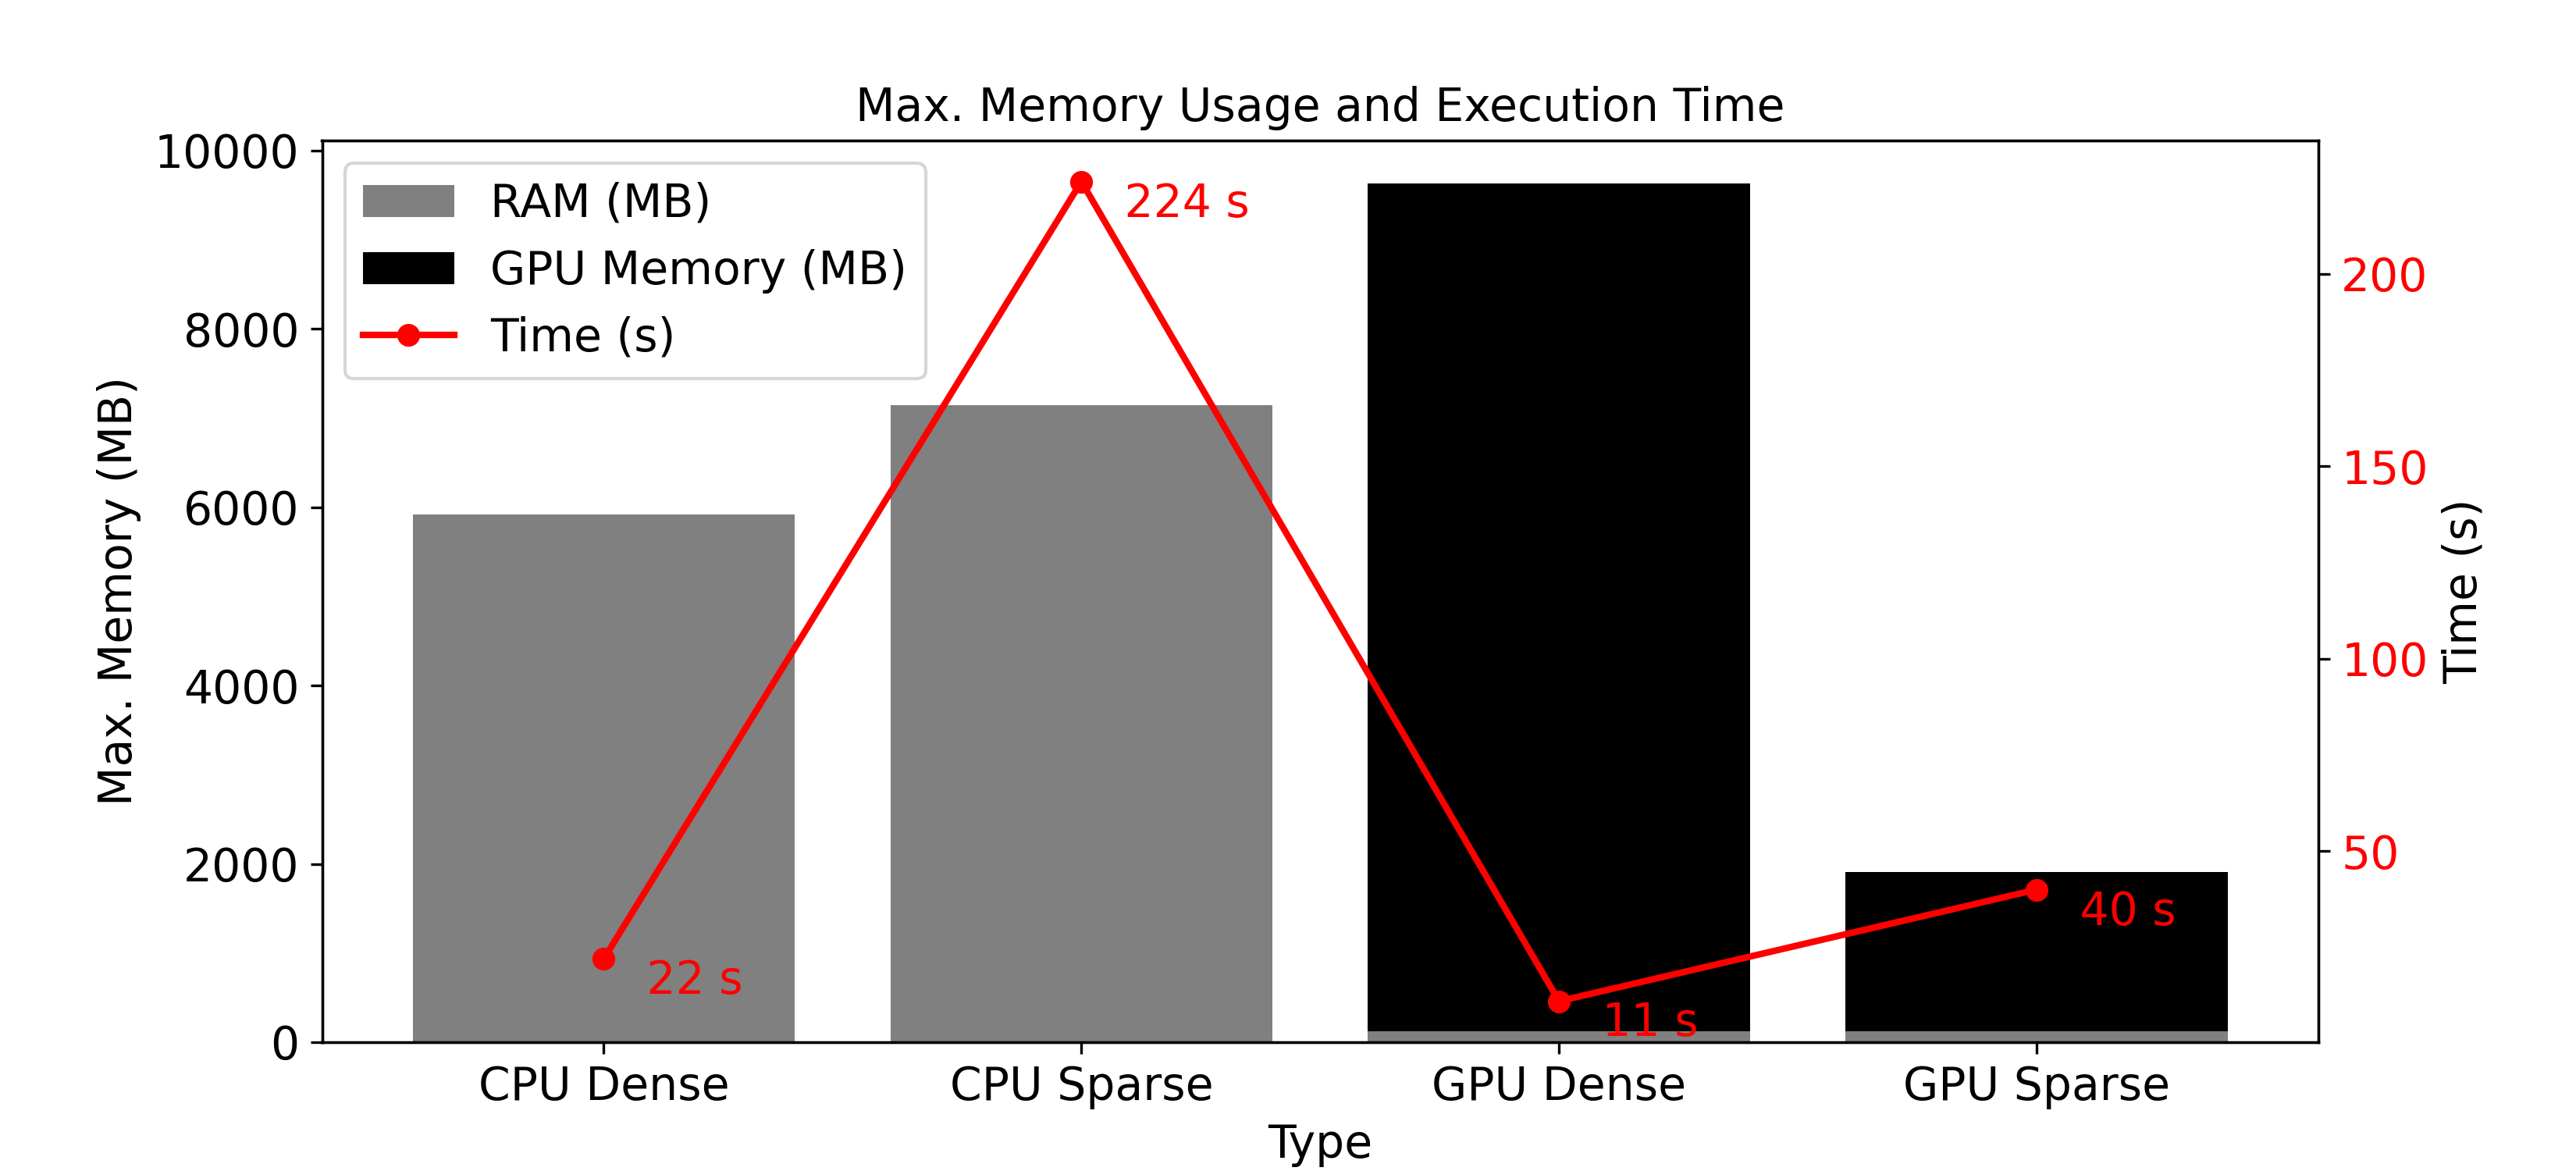 Max. Memory Usage and Execution Time
10000
8000
6000
4000
2000
0
Max. Memory (MB)
RAM (MB)
GPU Memory (MB)
Time (s)
224 s
22 s
11 s
40 s
200
150
100
50
Time (s)
CPU Dense
CPU Sparse
GPU Dense
GPU Sparse
Type